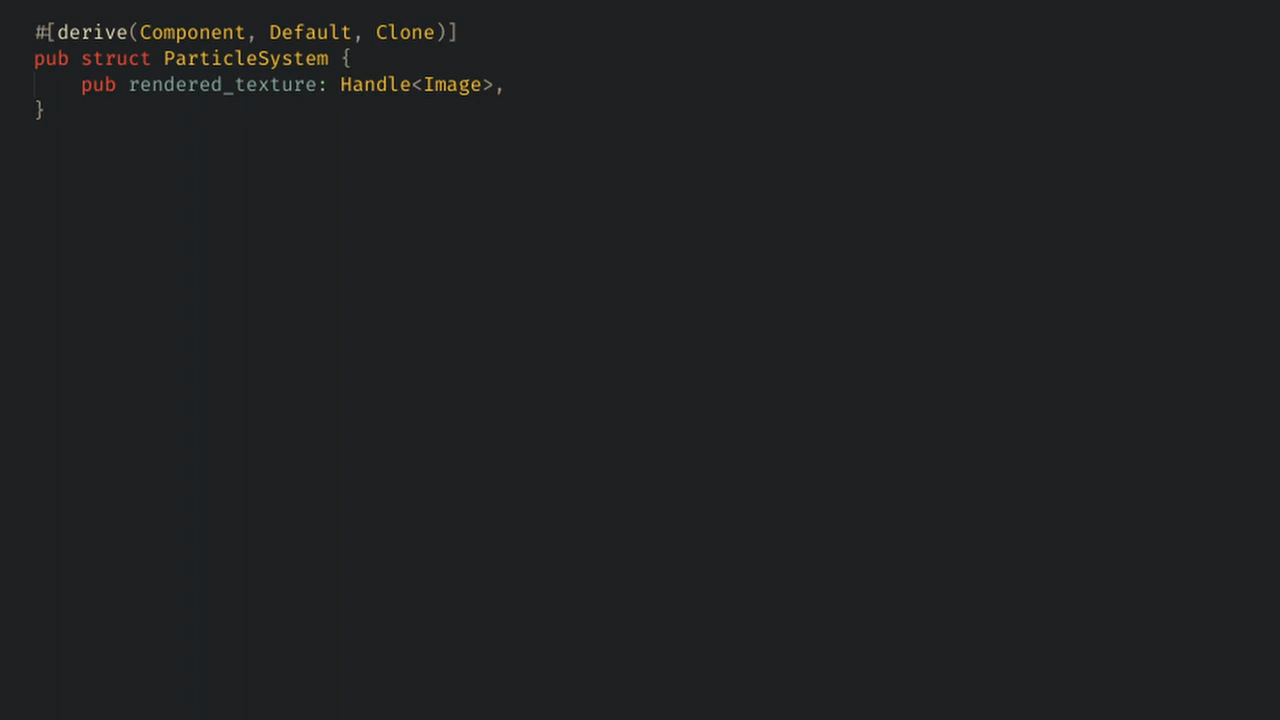 #[derive(Component, Default, Clone)]
pub struct ParticleSystem {
    pub rendered_texture: Handle<Image>,
}